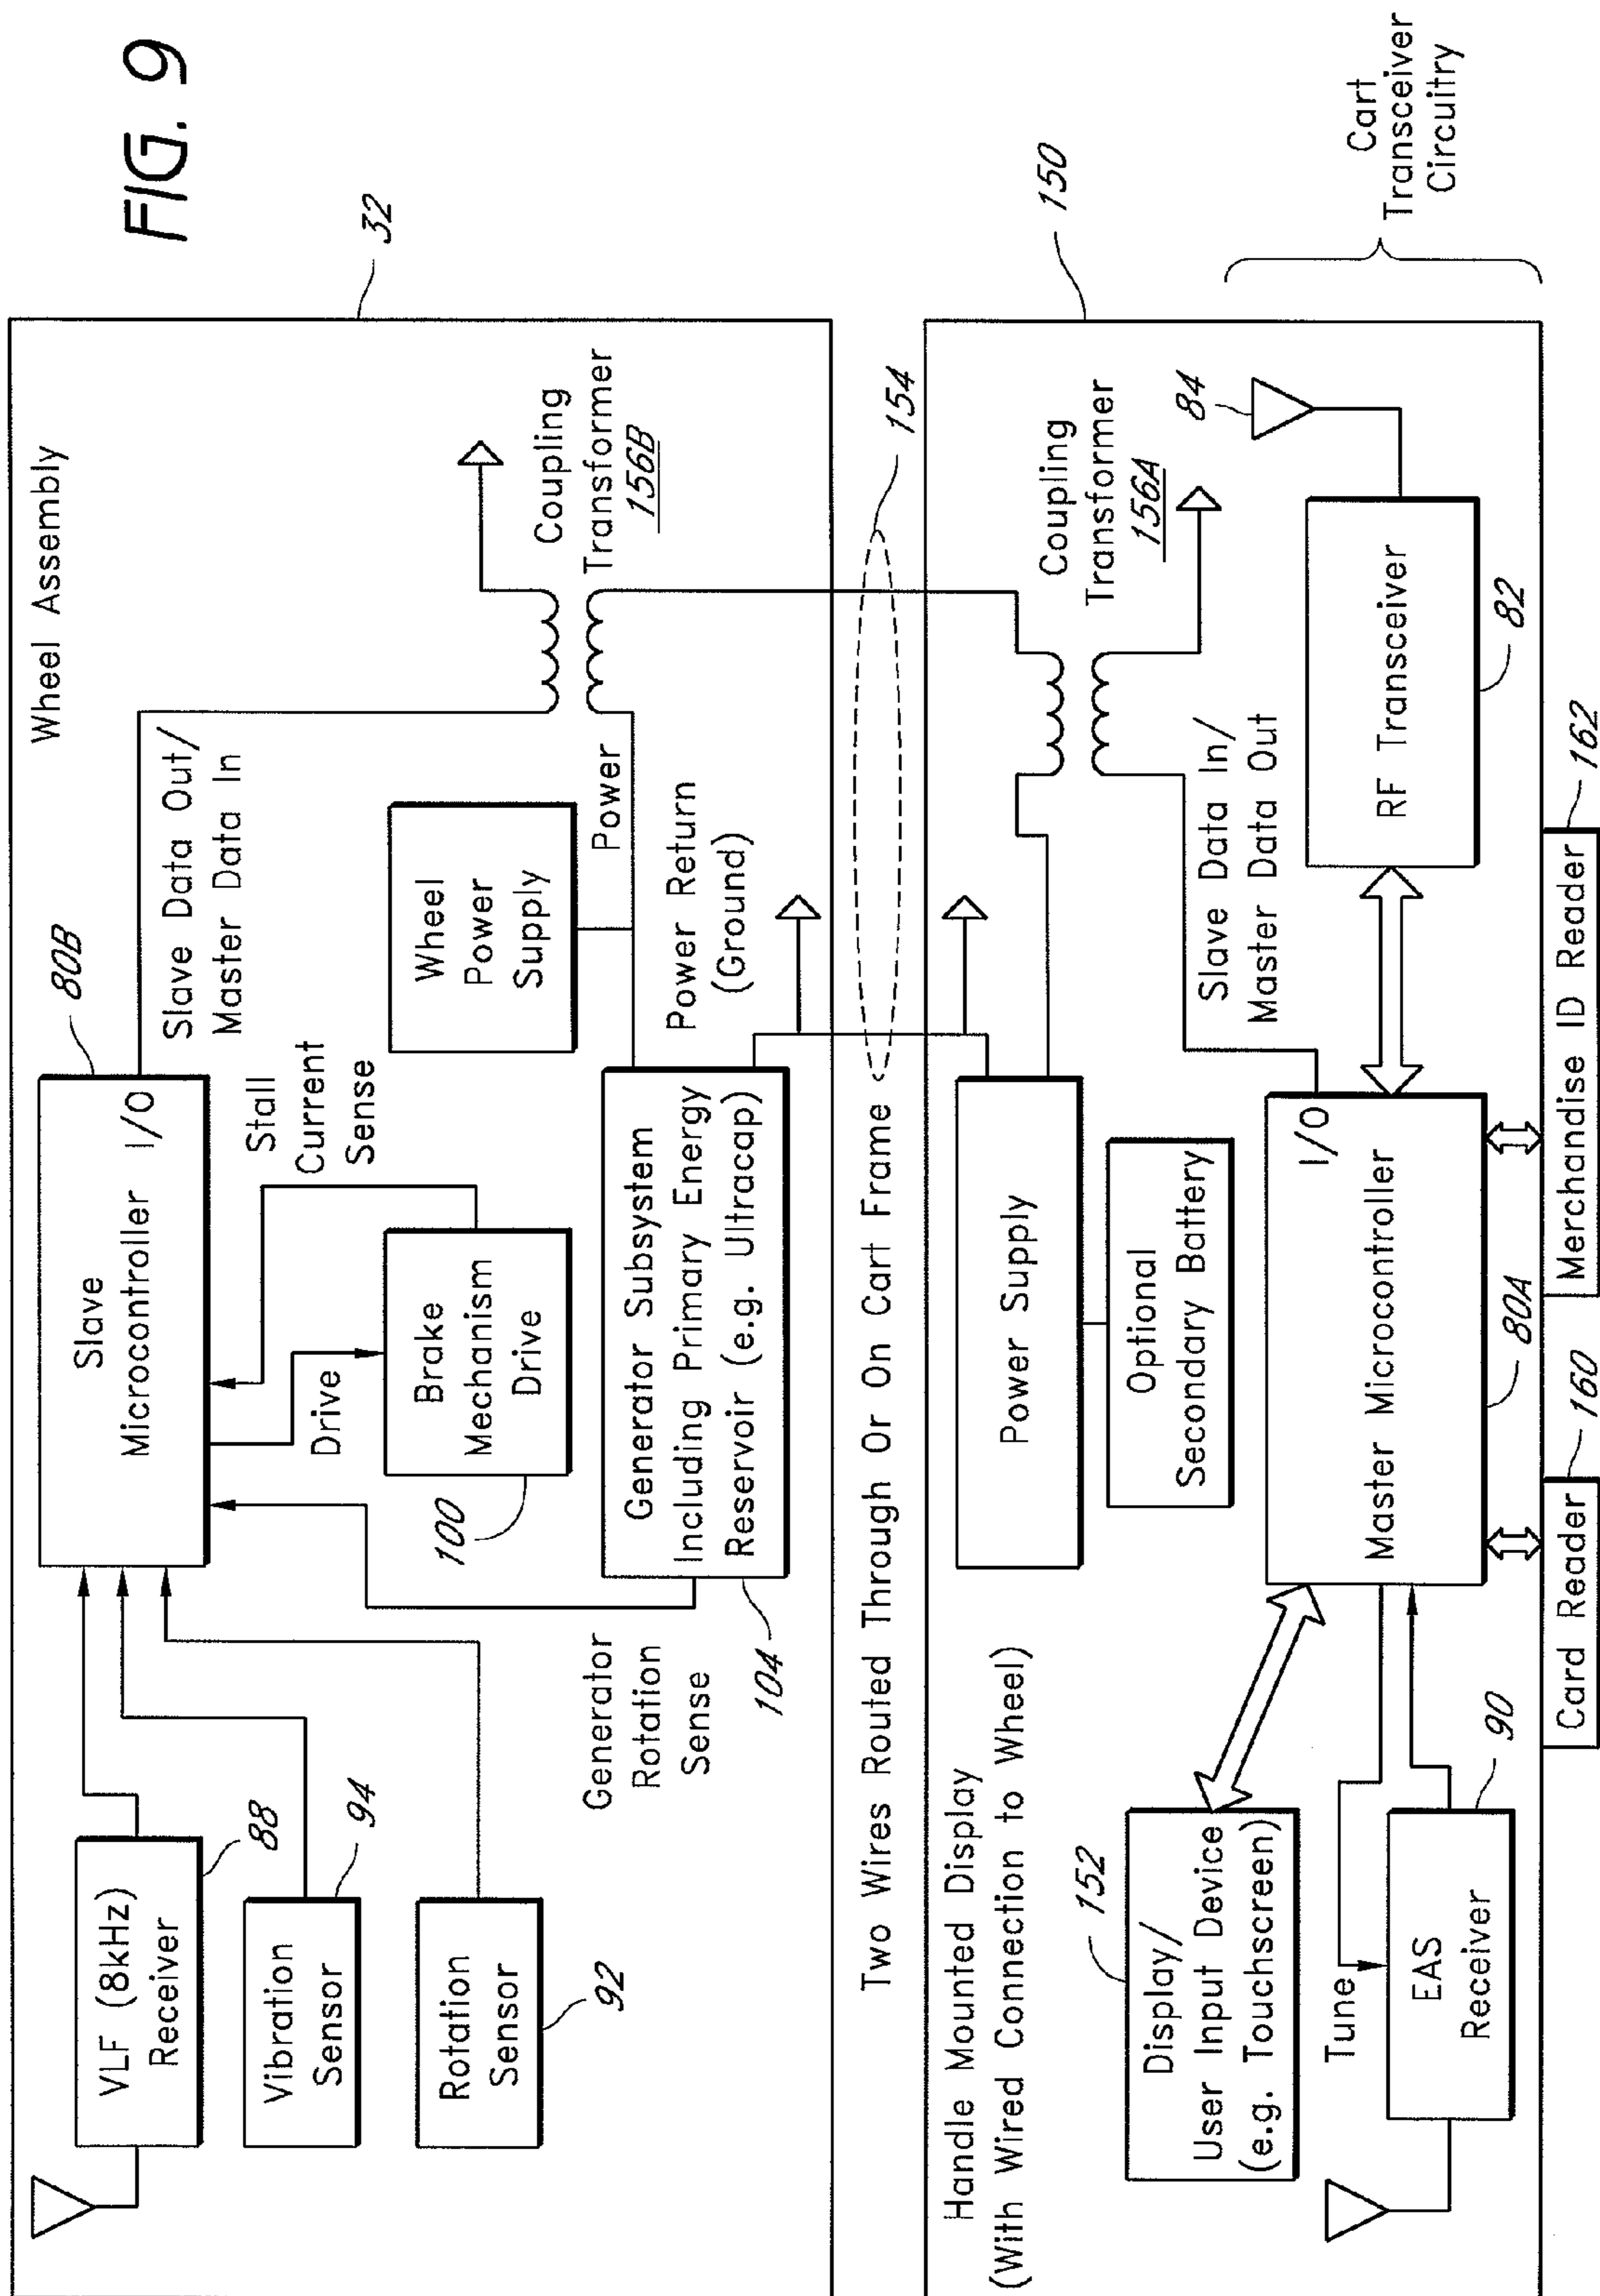 FIG. 9
Wheel Assembly
32
VLF (8kHz)
Receiver
88
Vibration
Sensor
94
Rotation
Sensor
92
Slave
Microcontroller I/O
80B
Slave Data Out/
Master Data In
Stall
Current
Sense
Drive
Brake
Mechanism
Drive
100
Generator
Rotation
Sense
104
Generator Subsystem
Including Primary Energy
Reservoir (e.g. Ultracap)
Wheel
Power
Supply
Power
Power Return
(Ground)
Coupling
Transformer
156B
Two Wires Routed Through Or On Cart Frame
154
150
Handle Mounted Display
(With Wired Connection to Wheel)
Power Supply
Optional
Secondary Battery
Coupling
Transformer
156A
152
Display/
User Input Device
(e.g. Touchscreen)
Tune
EAS
Receiver
90
I/O
Master Microcontroller
80A
Slave Data In/
Master Data Out
RF Transceiver
82
84
Cart
Transceiver
Circuitry
Card Reader
160
Merchandise ID Reader
162